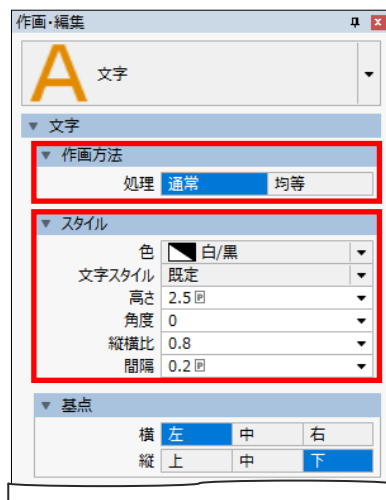 作画・編集
A 文字
文字
作画方法
処理 通常 均等
スタイル
色 白/黒
文字スタイル 既定
高さ 2.5 P
角度 0
縦横比 0.8
間隔 0.2 P
基点
横 左 中 右
縦 上 中 下